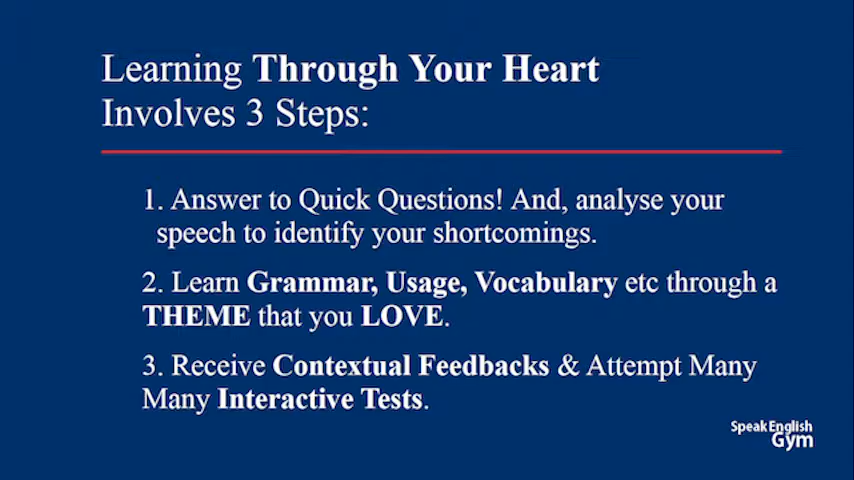 Learning Through Your Heart
Involves 3 Steps:
1. Answer to Quick Questions! And, analyse your
speech to identify your shortcomings.
2. Learn Grammar, Usage, Vocabulary etc through a
THEME that you LOVE.
3. Receive Contextual Feedbacks & Attempt Many
Many Interactive Tests.
Speak English
Gym